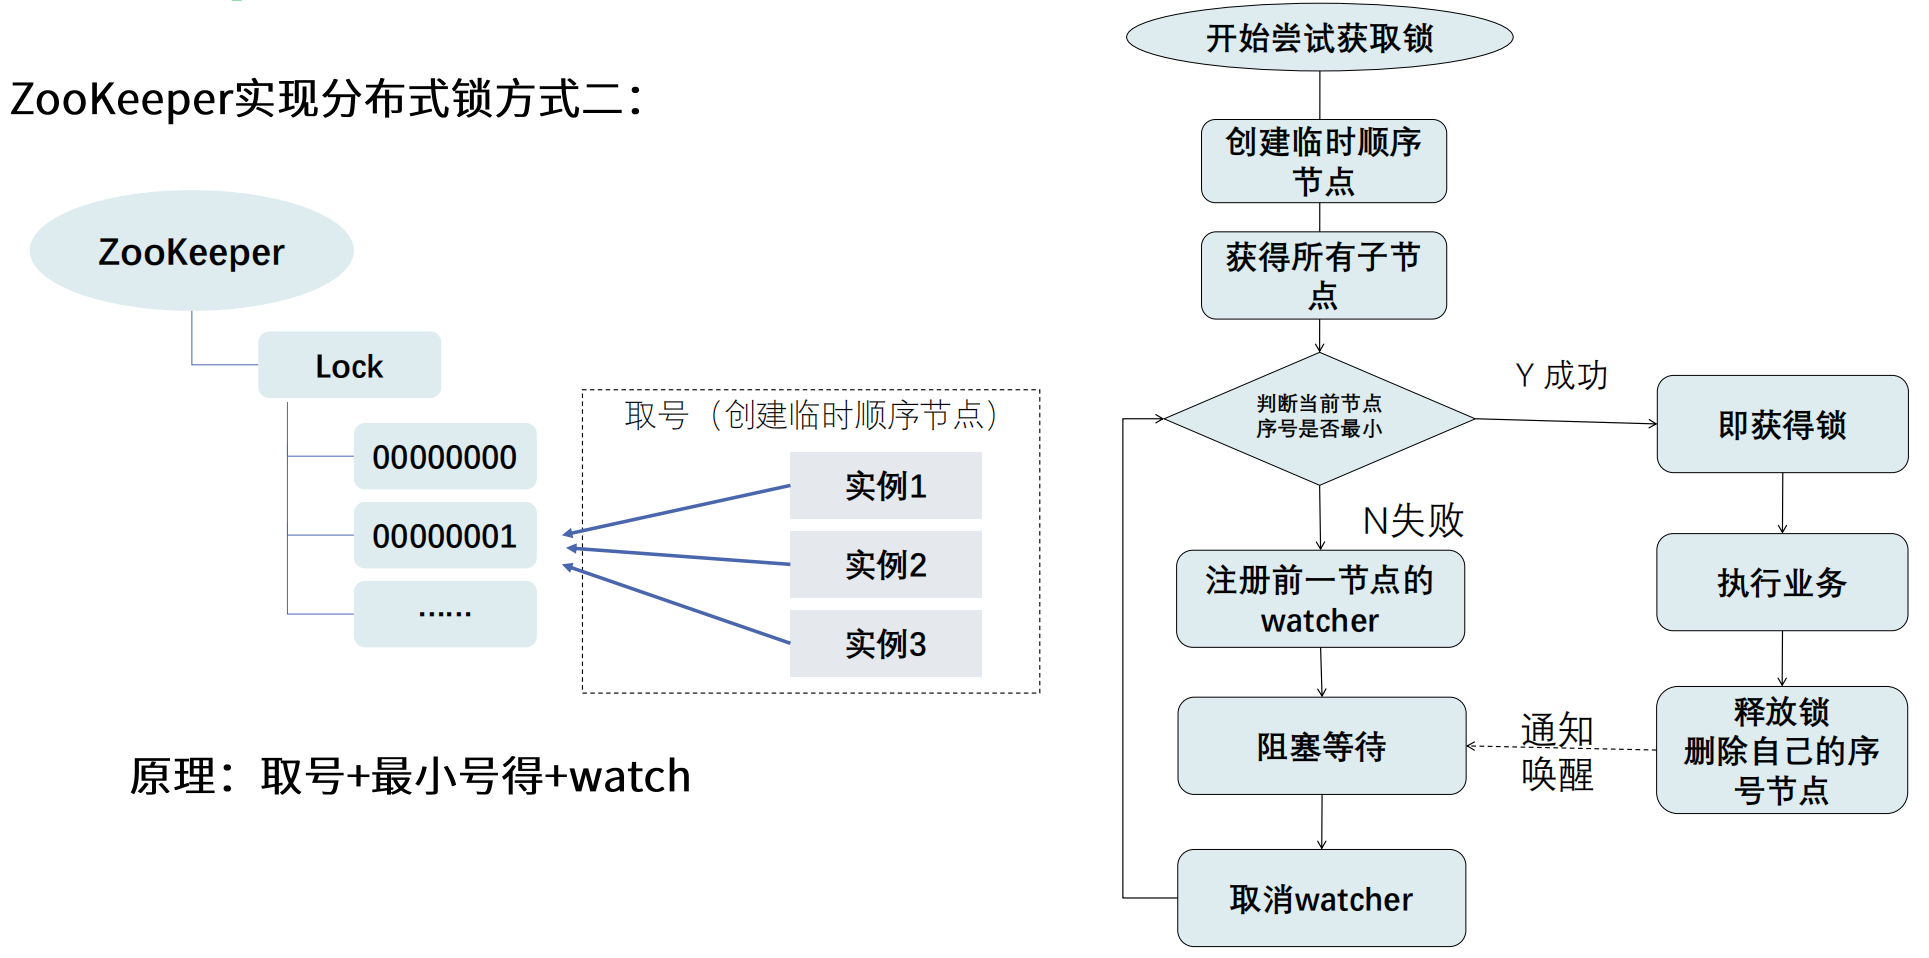 ZooKeeper实现分布式锁方式二：
ZooKeeper
Lock
00000000
00000001
……
取号（创建临时顺序节点）
实例1
实例2
实例3
原理：取号+最小号得+watch
开始尝试获取锁
创建临时顺序
节点
获得所有子节
点
判断当前节点
序号是否最小
Y 成功
即获得锁
N失败
注册前一节点的
watcher
执行业务
阻塞等待
通知
唤醒
释放锁
删除自己的序
号节点
取消watcher